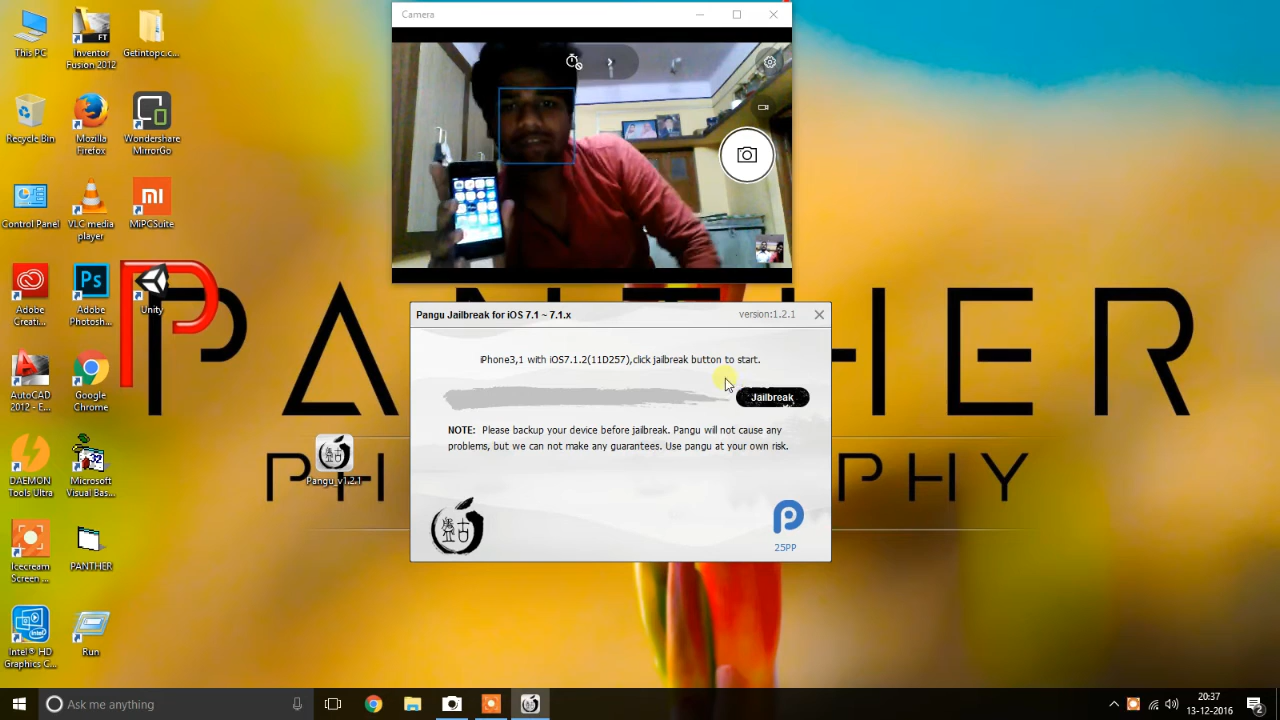 This PC
Inventor
Fusion 2012
Getintopc.c...
Recycle Bin
Mozilla
Firefox
Wondershare
MirrorGo
Control Panel
VLC media
player
MiPCSuite
Adobe
Creati...
Adobe
Photosh...
Unity
AutoCAD
2012 - E...
Google
Chrome
DAEMON
Tools Ultra
Microsoft
Visual Bas...
Pangu_v1.2.1
Icecream
Screen ...
PANTHER
Intel® HD
Graphics C...
Run
Camera
PANTHER
Pangu Jailbreak for iOS 7.1 ~ 7.1.x
version:1.2.1
iPhone3,1 with iOS7.1.2(11D257),click jailbreak button to start.
Jailbreak
NOTE: Please backup your device before jailbreak. Pangu will not cause any
problems, but we can not make any guarantees. Use pangu at your own risk.
25PP
Ask me anything
20:37
13-12-2016
2